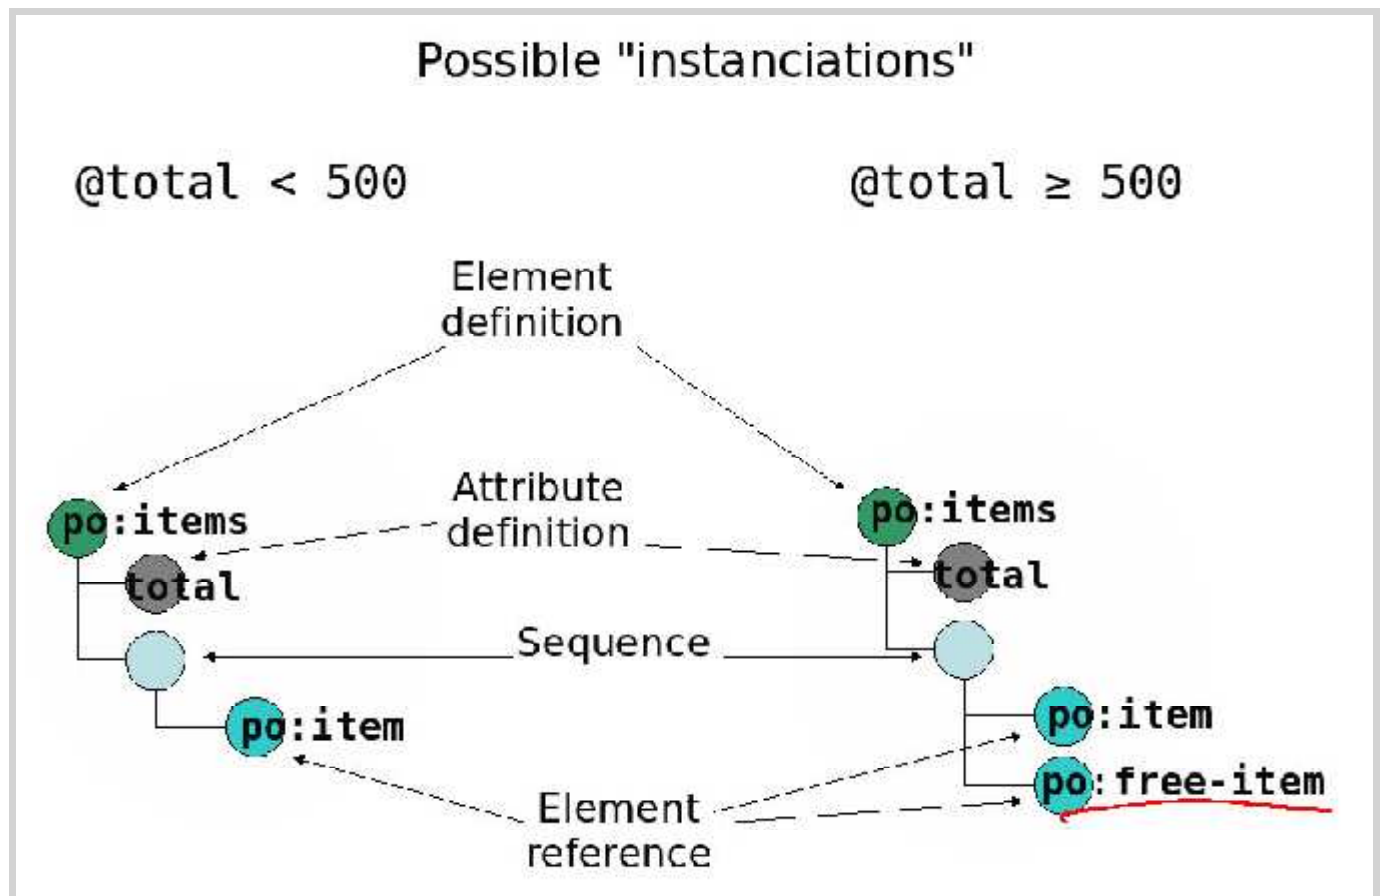 Possible "instanciations"
@total < 500
@total ≥ 500
Element
definition
Attribute
definition
po:items
po:items
total
total
Sequence
po:item
po:item
po:free-item
Element
reference